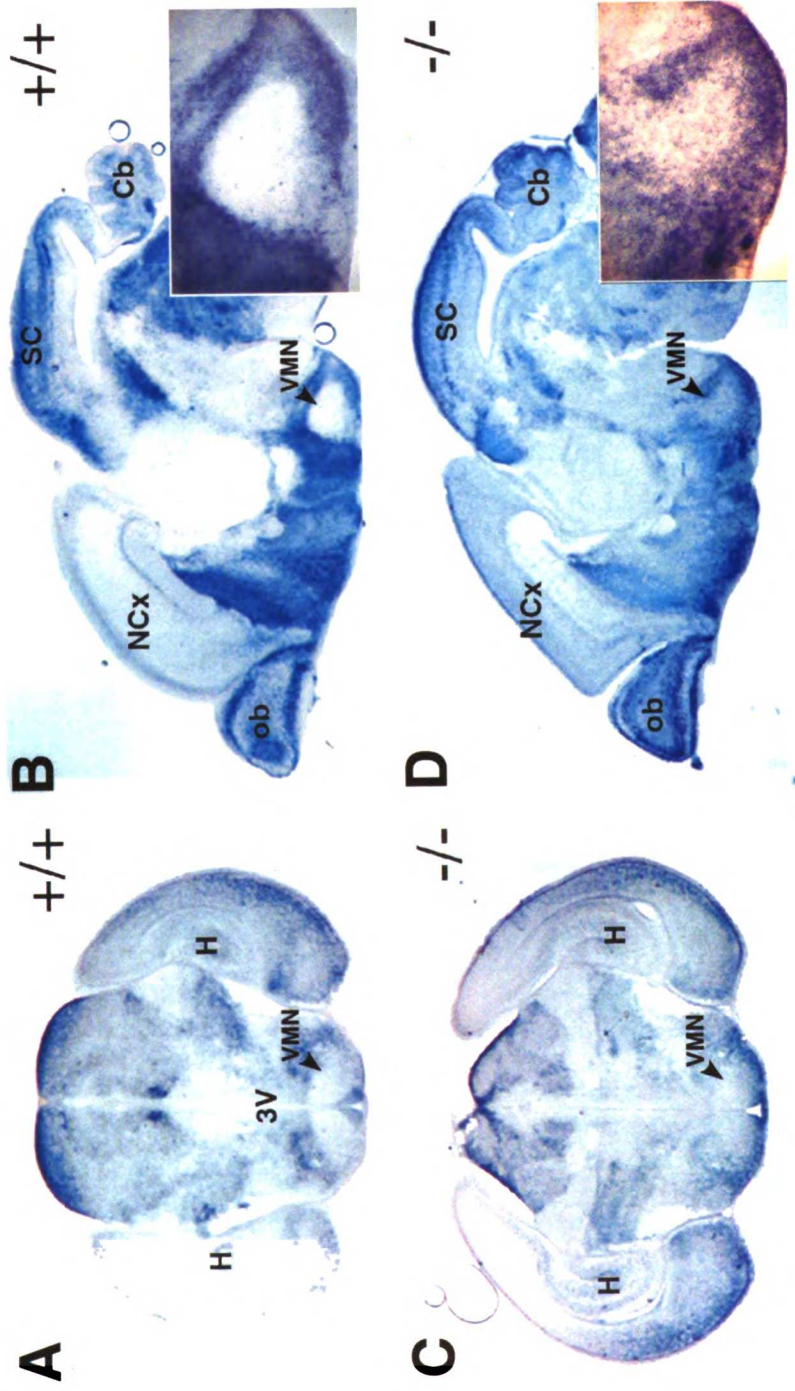 A
+/+
H
3V
VMN
H
B
+/+
SC
Cb
NCx
ob
VMN
C
-/-
H
VMN
H
D
-/-
SC
Cb
NCx
ob
VMN